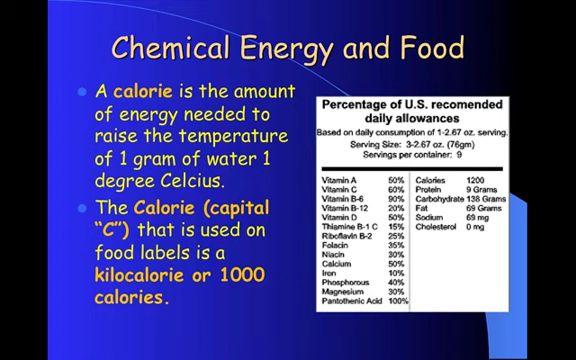 Chemical Energy and Food
A calorie is the amount
of energy needed to
raise the temperature
of 1 gram of water 1
degree Celcius.
The Calorie (capital
“C”) that is used on
food labels is a
kilocalorie or 1000
calories.
Percentage of U.S. recomended
daily allowances
Based on daily consumption of 1-2.67 oz. serving.
Serving Size: 3-2.67 oz. (76gm)
Servings per container: 9
Vitamin A 50%
Vitamin C 60%
Vitamin B-6 90%
Vitamin B-12 20%
Vitamin D 50%
Thiamine B-1 C 15%
Riboflavin B-2 25%
Folacin 35%
Niacin 30%
Calcium 50%
Iron 10%
Phosphorous 40%
Magnesium 30%
Pantothenic Acid 100%
Calories 1200
Protein 9 Grams
Carbohydrate 138 Grams
Fat 69 Grams
Sodium 69 mg
Cholesterol 0 mg